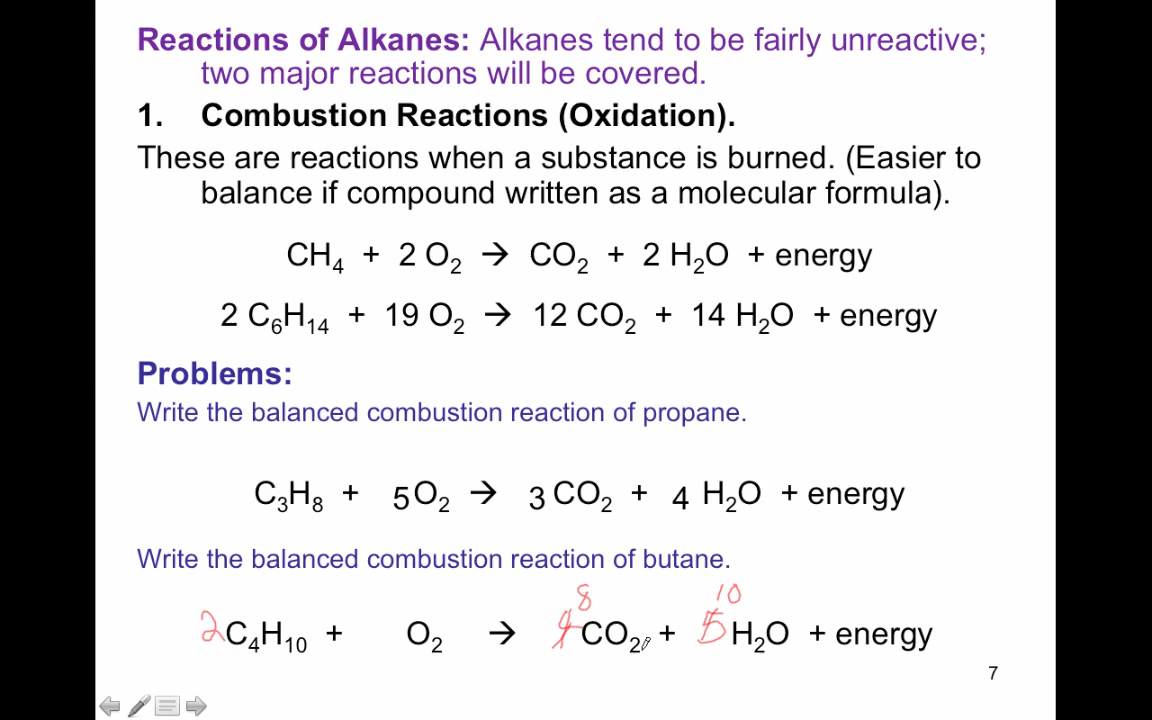 Reactions of Alkanes: Alkanes tend to be fairly unreactive;
two major reactions will be covered.
1. Combustion Reactions (Oxidation).
These are reactions when a substance is burned. (Easier to
balance if compound written as a molecular formula).
CH₄ + 2 O₂ → CO₂ + 2 H₂O + energy
2 C₆H₁₄ + 19 O₂ → 12 CO₂ + 14 H₂O + energy
Problems:
Write the balanced combustion reaction of propane.
C₃H₈ + 5 O₂ → 3 CO₂ + 4 H₂O + energy
Write the balanced combustion reaction of butane.
8 10
2 C₄H₁₀ + O₂ → 4 CO₂ + 5 H₂O + energy
7